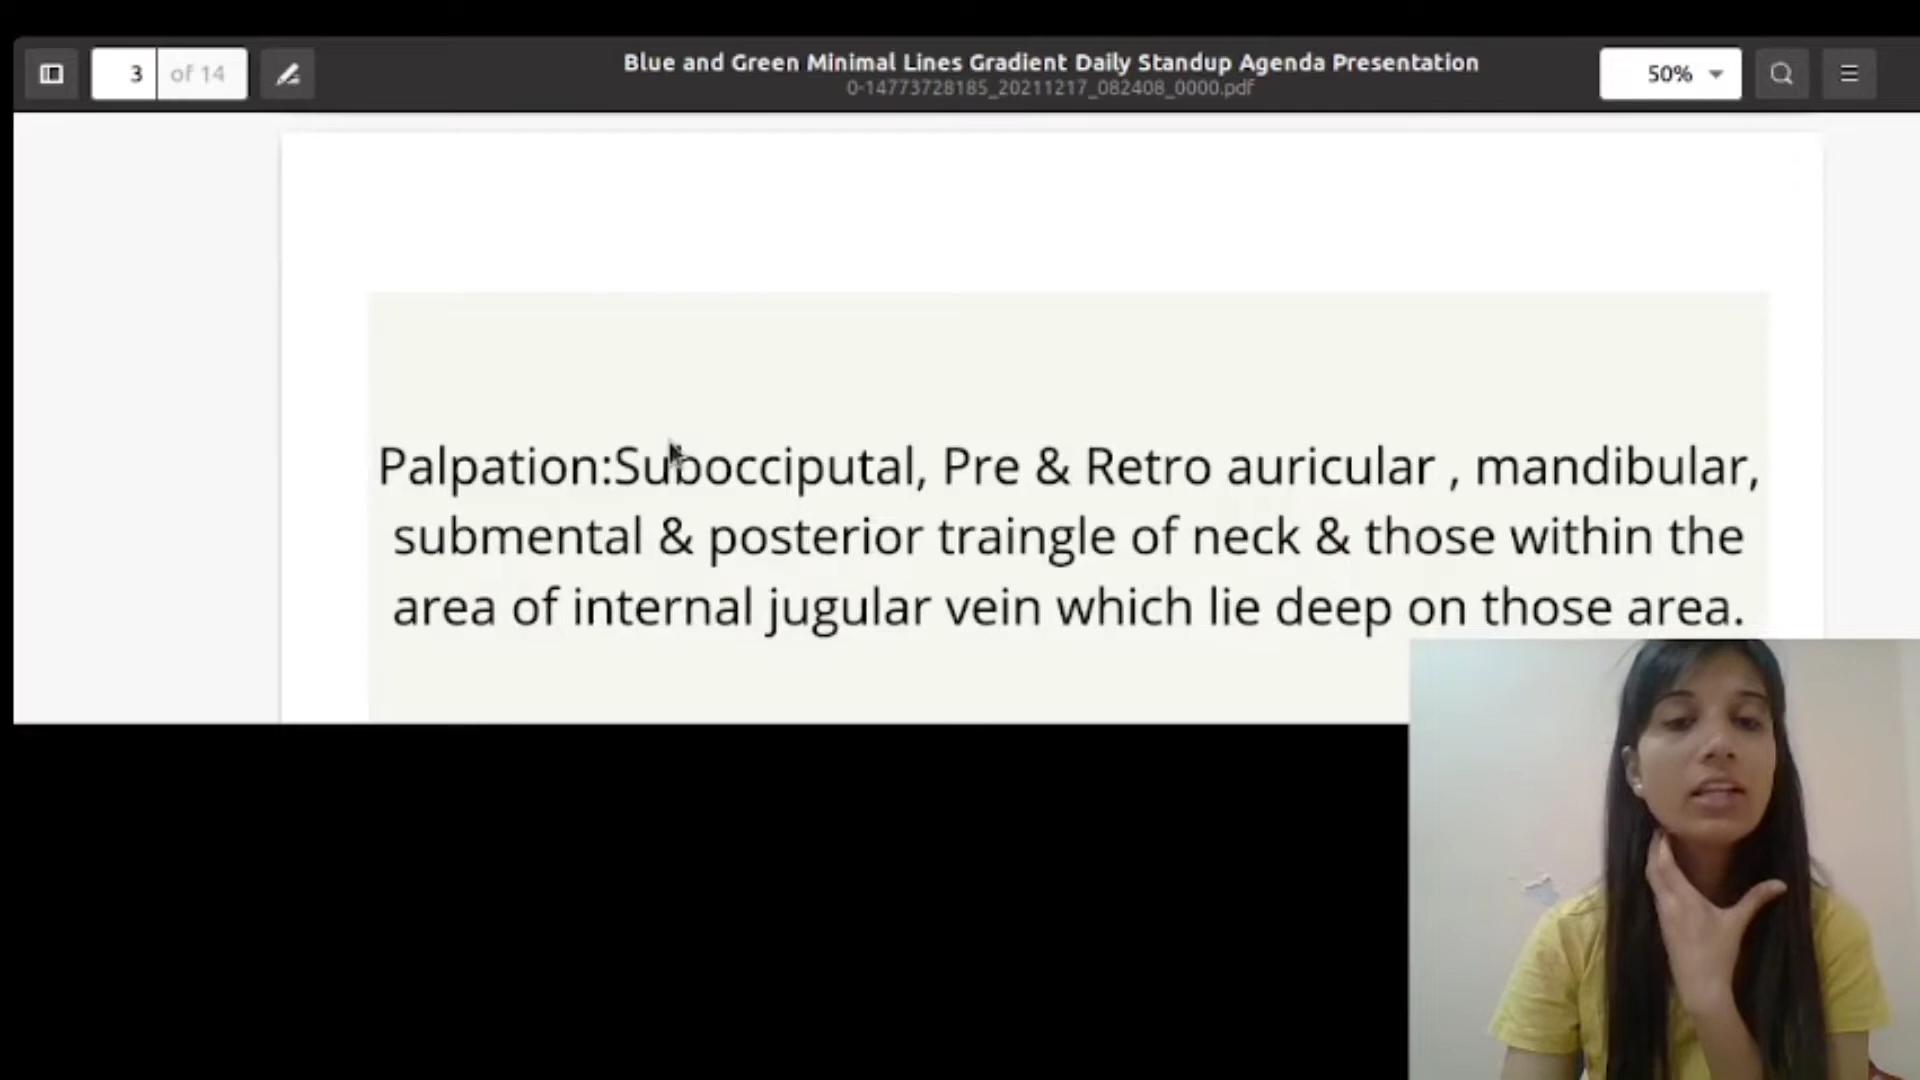 3 of 14
Blue and Green Minimal Lines Gradient Daily Standup Agenda Presentation
0-14773728185_20211217_082408_0000.pdf
50%
Palpation:Subocciputal, Pre & Retro auricular , mandibular,
submental & posterior traingle of neck & those within the
area of internal jugular vein which lie deep on those area.